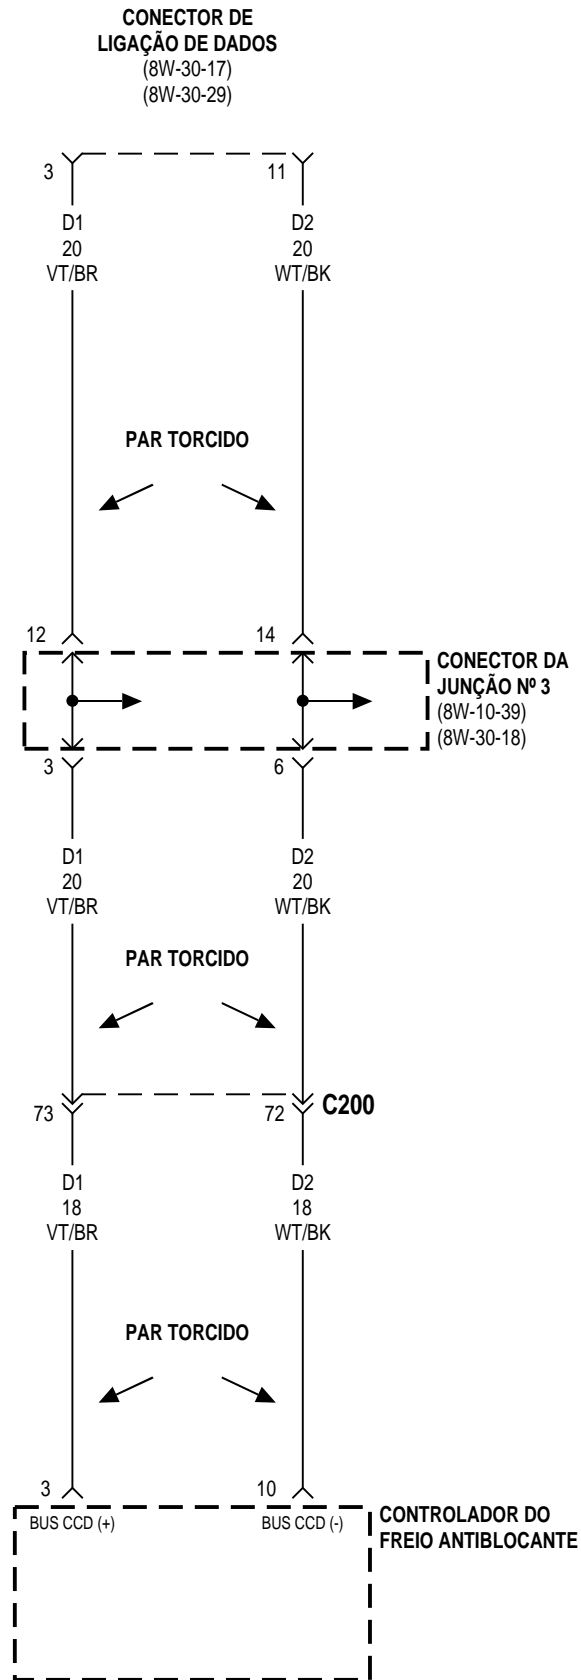 CONECTOR DE
LIGAÇÃO DE DADOS
(8W-30-17)
(8W-30-29)
3
11
D1
20
VT/BR
D2
20
WT/BK
PAR TORCIDO
12
14
CONECTOR DA
JUNÇÃO Nº 3
(8W-10-39)
(8W-30-18)
3
6
D1
20
VT/BR
D2
20
WT/BK
PAR TORCIDO
73
72
C200
D1
18
VT/BR
D2
18
WT/BK
PAR TORCIDO
3
10
BUS CCD (+)
BUS CCD (-)
CONTROLADOR DO
FREIO ANTIBLOCANTE